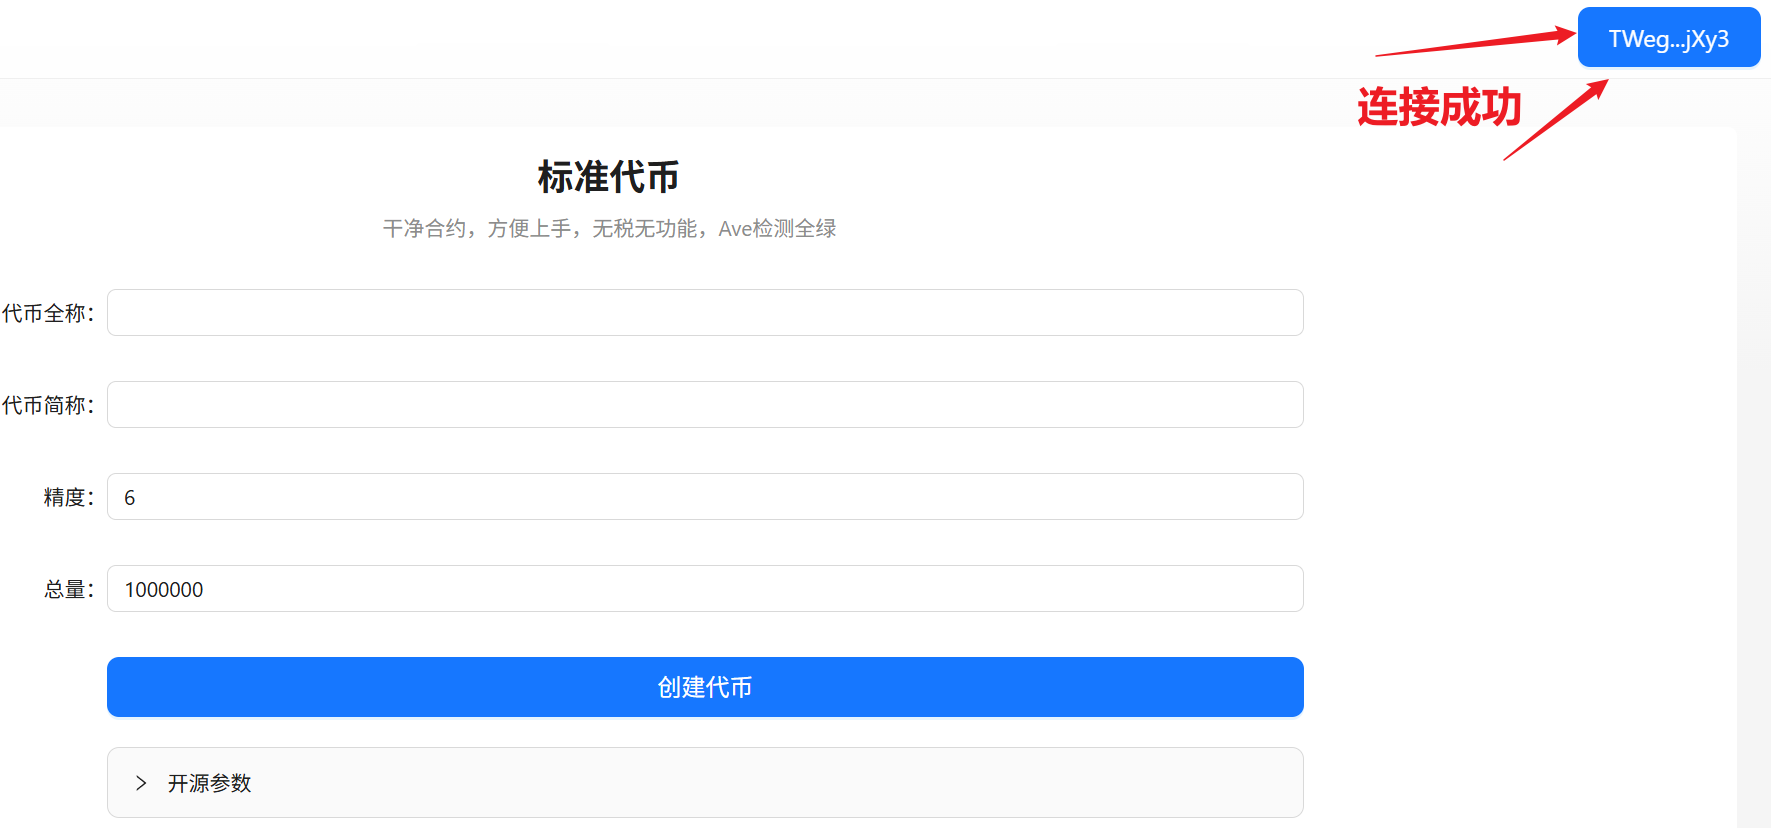 TWeg...jXy3
连接成功
标准代币
干净合约，方便上手，无税无功能，Ave检测全绿
代币全称：
代币简称：
精度： 6
总量： 1000000
创建代币
开源参数